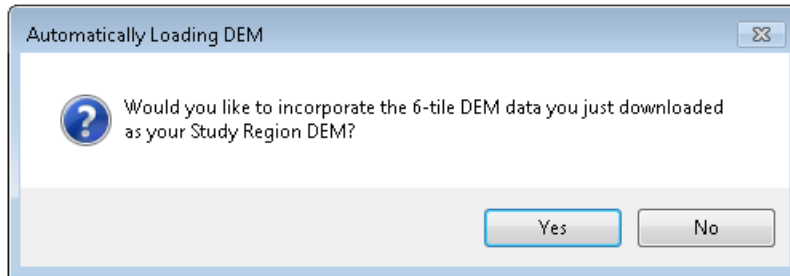 Automatically Loading DEM
Would you like to incorporate the 6-tile DEM data you just downloaded
as your Study Region DEM?
Yes
No